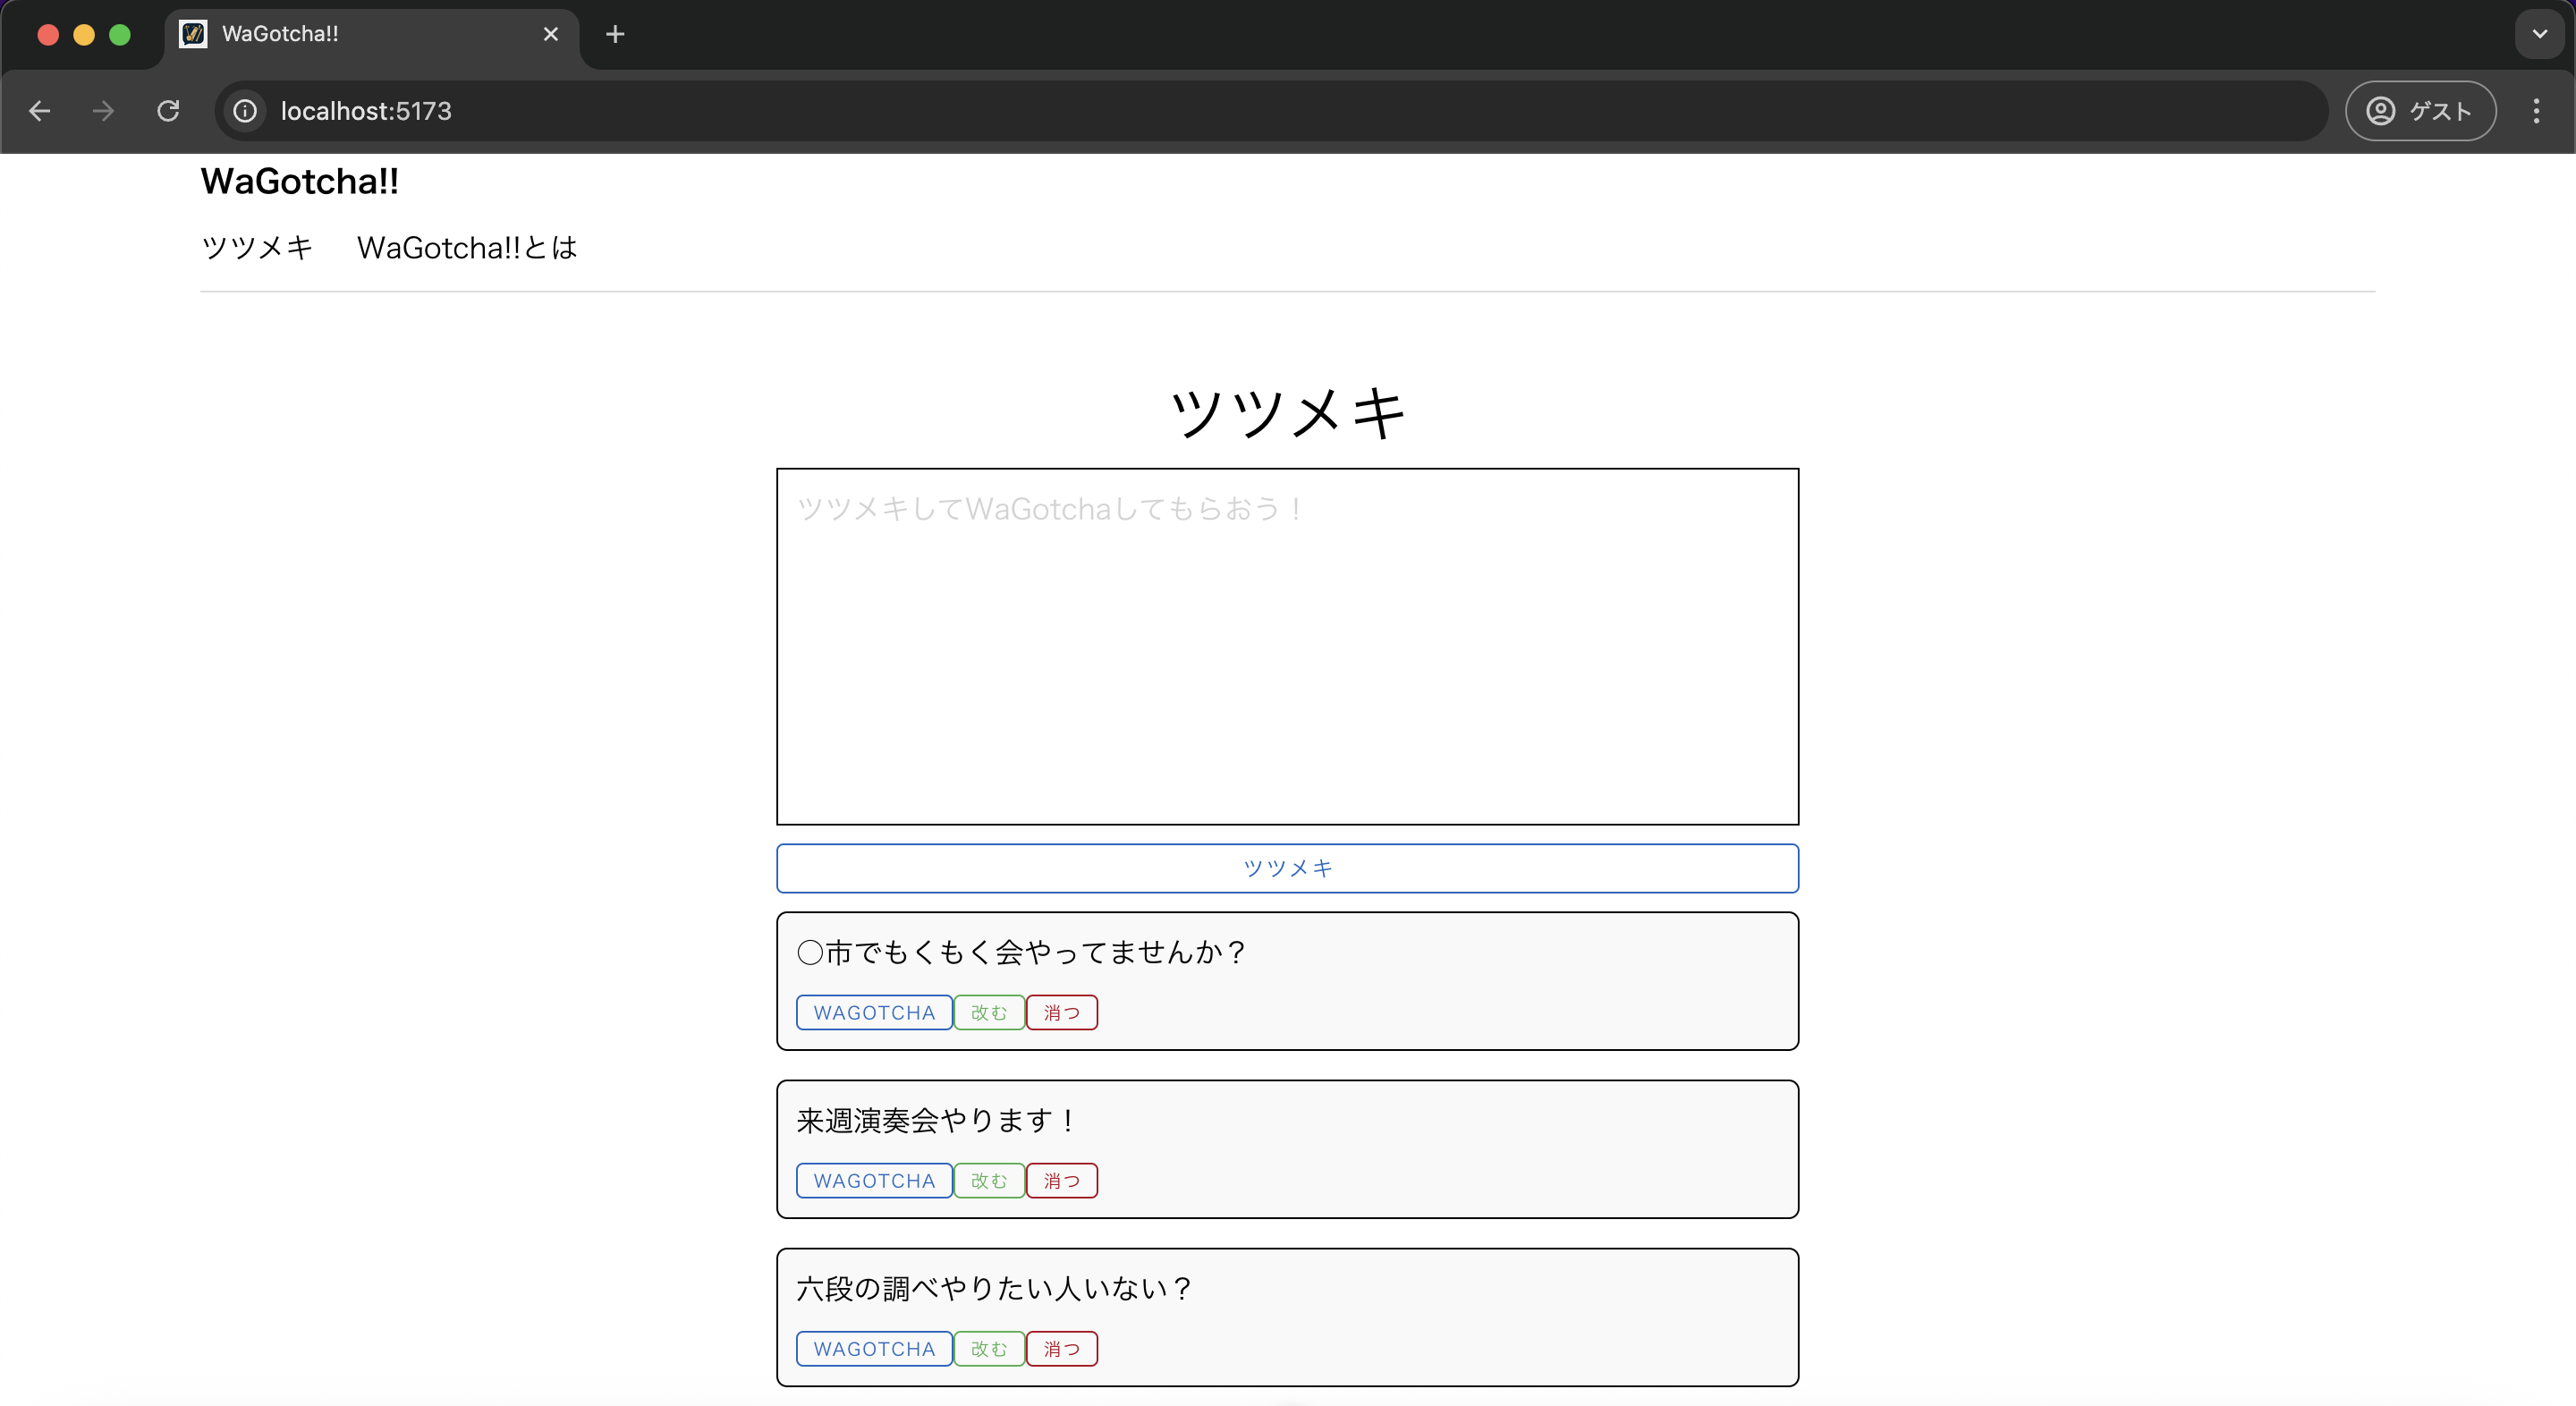 WaGotcha!!
localhost:5173
ゲスト
WaGotcha!!
ツツメキ WaGotcha!!とは
ツツメキ
ツツメキしてWaGotchaしてもらおう！
ツツメキ
〇市でもくもく会やってませんか？
WAGOTCHA 改む 消つ
来週演奏会やります！
WAGOTCHA 改む 消つ
六段の調べやりたい人いない？
WAGOTCHA 改む 消つ